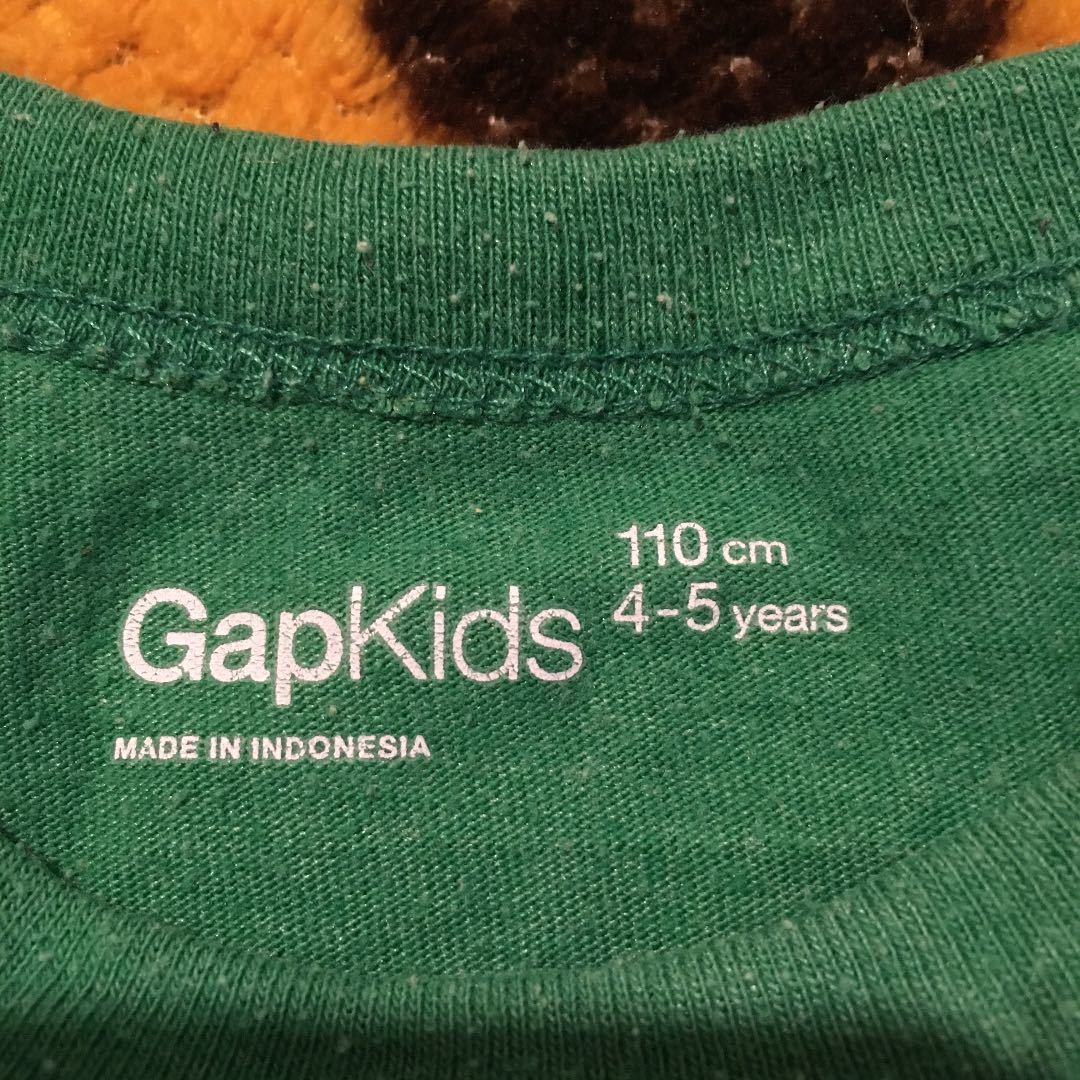 110 cm
4-5 years
GapKids
MADE IN INDONESIA